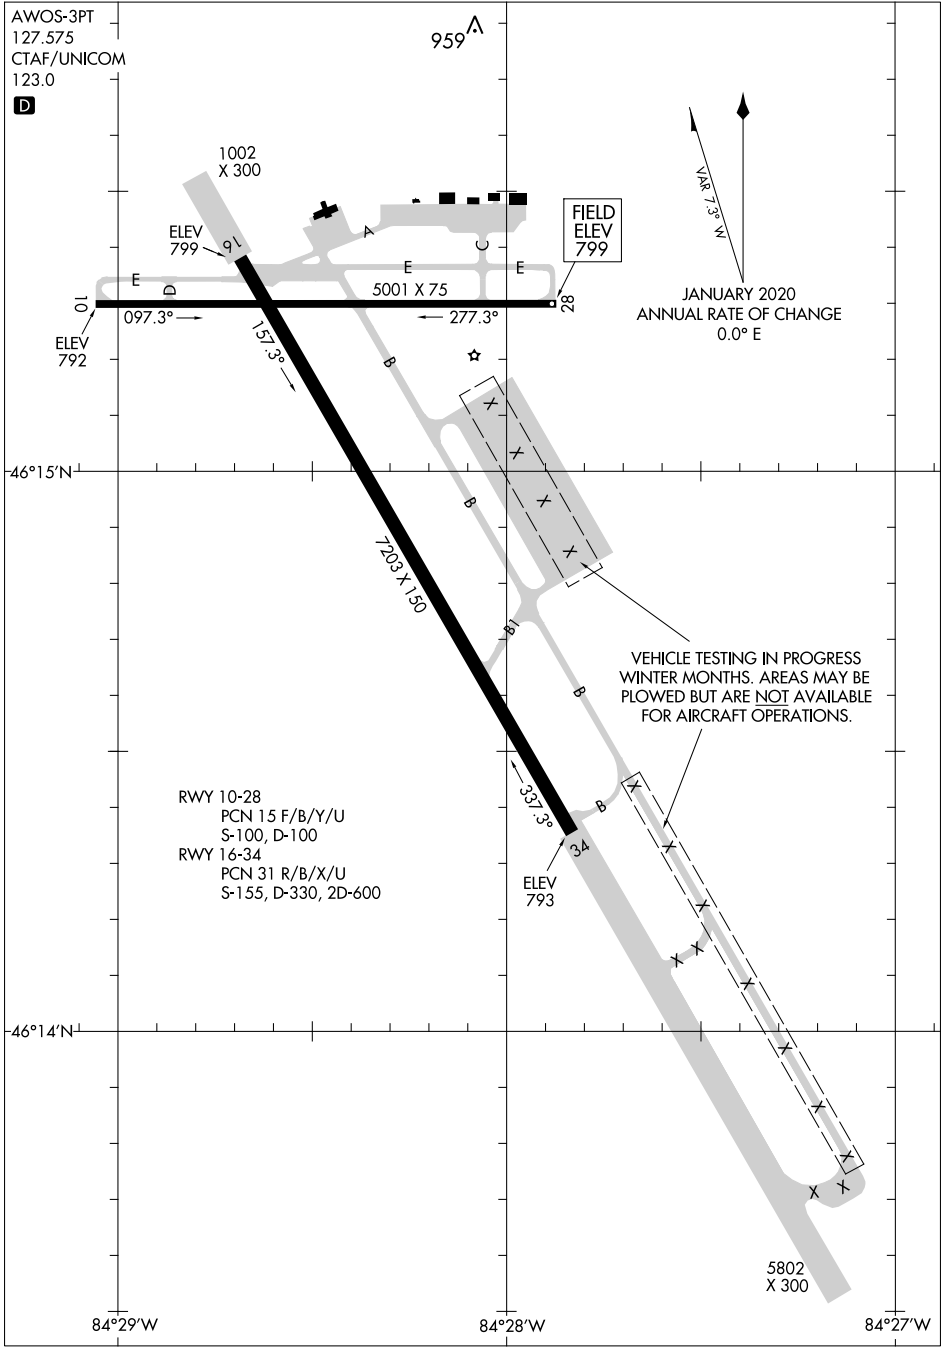 AWOS-3PT
127.575
CTAF/UNICOM
123.0
D
959
1002
X 300
VAR 7.3° W
FIELD
ELEV
799
ELEV
799
16
A
C
E
E
E
D
5001 X 75
10
28
097.3°
277.3°
JANUARY 2020
ANNUAL RATE OF CHANGE
0.0° E
ELEV
792
157.3°
B
X
X
46°15'N
X
B
X
7203 X 150
B1
VEHICLE TESTING IN PROGRESS
WINTER MONTHS. AREAS MAY BE
PLOWED BUT ARE NOT AVAILABLE
FOR AIRCRAFT OPERATIONS.
B
RWY 10-28
PCN 15 F/B/Y/U
S-100, D-100
RWY 16-34
PCN 31 R/B/X/U
S-155, D-330, 2D-600
337.3°
B
X
X
34
ELEV
793
X
X
X
X
46°14'N
X
X
X
X
X
5802
X 300
84°29'W
84°28'W
84°27'W